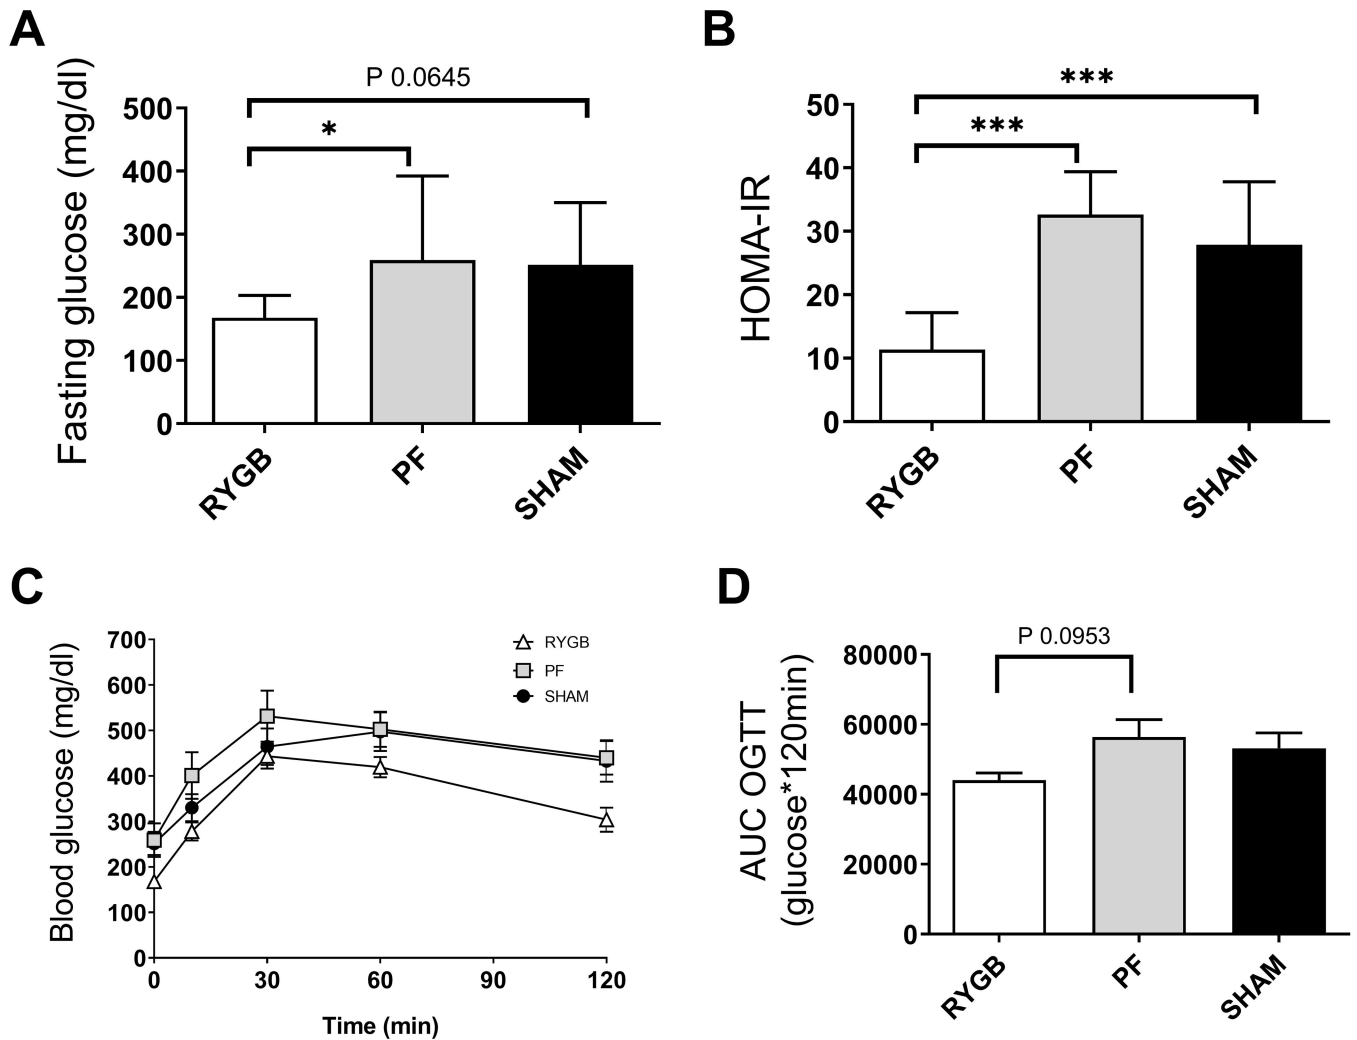 A
P 0.0645
*
Fasting glucose (mg/dl)
500
400
300
200
100
0
RYGB
PF
SHAM
B
***
***
HOMA-IR
50
40
30
20
10
0
RYGB
PF
SHAM
C
Blood glucose (mg/dl)
700
600
500
400
300
200
100
0
RYGB
PF
SHAM
0 30 60 90 120
Time (min)
D
P 0.0953
AUC OGTT
(glucose*120min)
80000
60000
40000
20000
0
RYGB
PF
SHAM